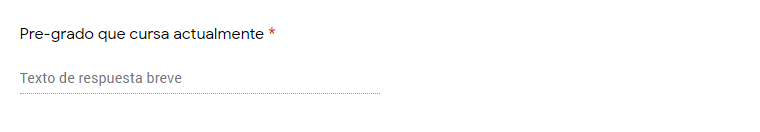 Pre-grado que cursa actualmente *
Texto de respuesta breve